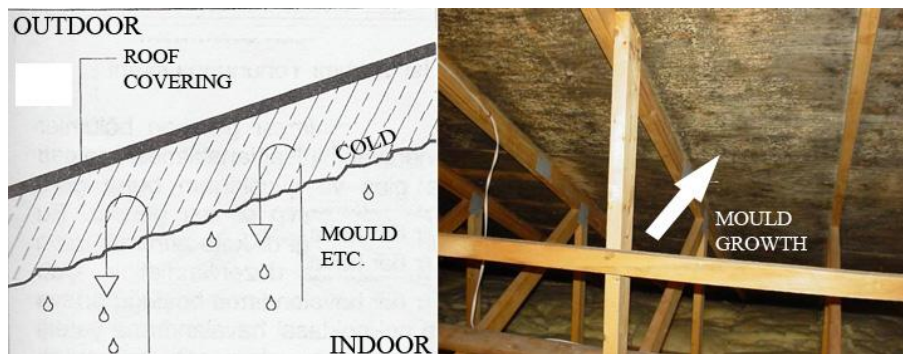 OUTDOOR
ROOF
COVERING
COLD
MOULD
ETC.
INDOOR
MOULD
GROWTH